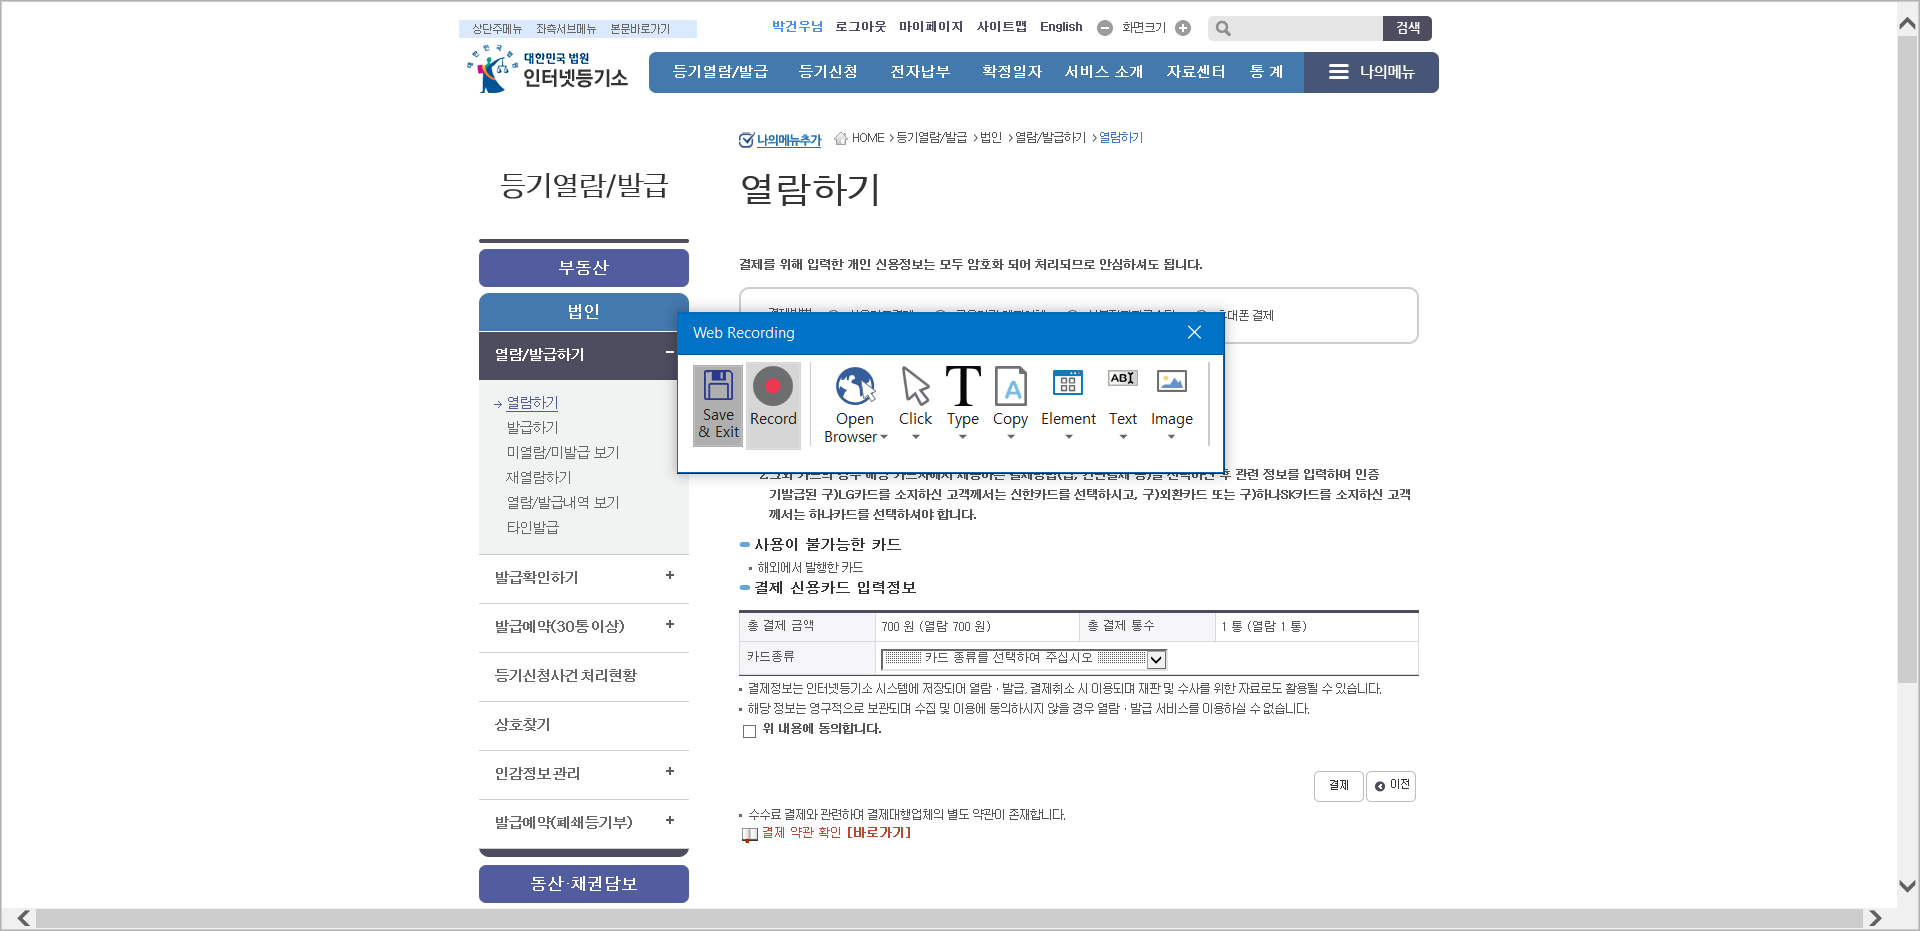 상단주메뉴 좌측서브메뉴 본문바로가기
박건우님 로그아웃 마이페이지 사이트맵 English 화면크기 검색
대한민국 법원
인터넷등기소
등기열람/발급 등기신청 전자납부 확정일자 서비스 소개 자료센터 통 계 나의메뉴
나의메뉴추가 HOME > 등기열람/발급 > 법인 > 열람/발급하기 > 열람하기
등기열람/발급
열람하기
부동산
법인
열람/발급하기
열람하기
발급하기
미열람/미발급 보기
재열람하기
열람/발급내역 보기
타인발급
발급확인하기 +
발급예약(30통 이상) +
등기신청사건 처리현황
상호찾기
인감정보 관리 +
발급예약(폐쇄등기부) +
동산·채권담보
결제를 위해 입력한 개인 신용정보는 모두 암호화 되어 처리되므로 안심하셔도 됩니다.
결제
Web Recording
Save & Exit
Record
Open Browser
Click
Type
Copy
Element
Text
Image
후 관련 정보를 입력하여 인증
기발급된 구)LG카드를 소지하신 고객께서는 신한카드를 선택하시고, 구)외환카드 또는 구)하나SK카드를 소지하신 고객
께서는 하나카드를 선택하셔야 합니다.
사용이 불가능한 카드
해외에서 발행한 카드
결제 신용카드 입력정보
총 결제 금액 700 원 (열람 700 원) 총 결제 통수 1 통 (열람 1 통)
카드종류 ▒▒▒▒▒▒ 카드 종류를 선택하여 주십시오 ▒▒▒▒▒▒
결제정보는 인터넷등기소 시스템에 저장되어 열람·발급, 결제취소 시 이용되며 재판 및 수사를 위한 자료로도 활용될 수 있습니다.
해당 정보는 영구적으로 보관되며 수집 및 이용에 동의하시지 않을 경우 열람·발급 서비스를 이용하실 수 없습니다.
위 내용에 동의합니다.
결제 이전
수수료 결제와 관련하여 결제대행업체의 별도 약관이 존재합니다.
결제 약관 확인 [바로가기]